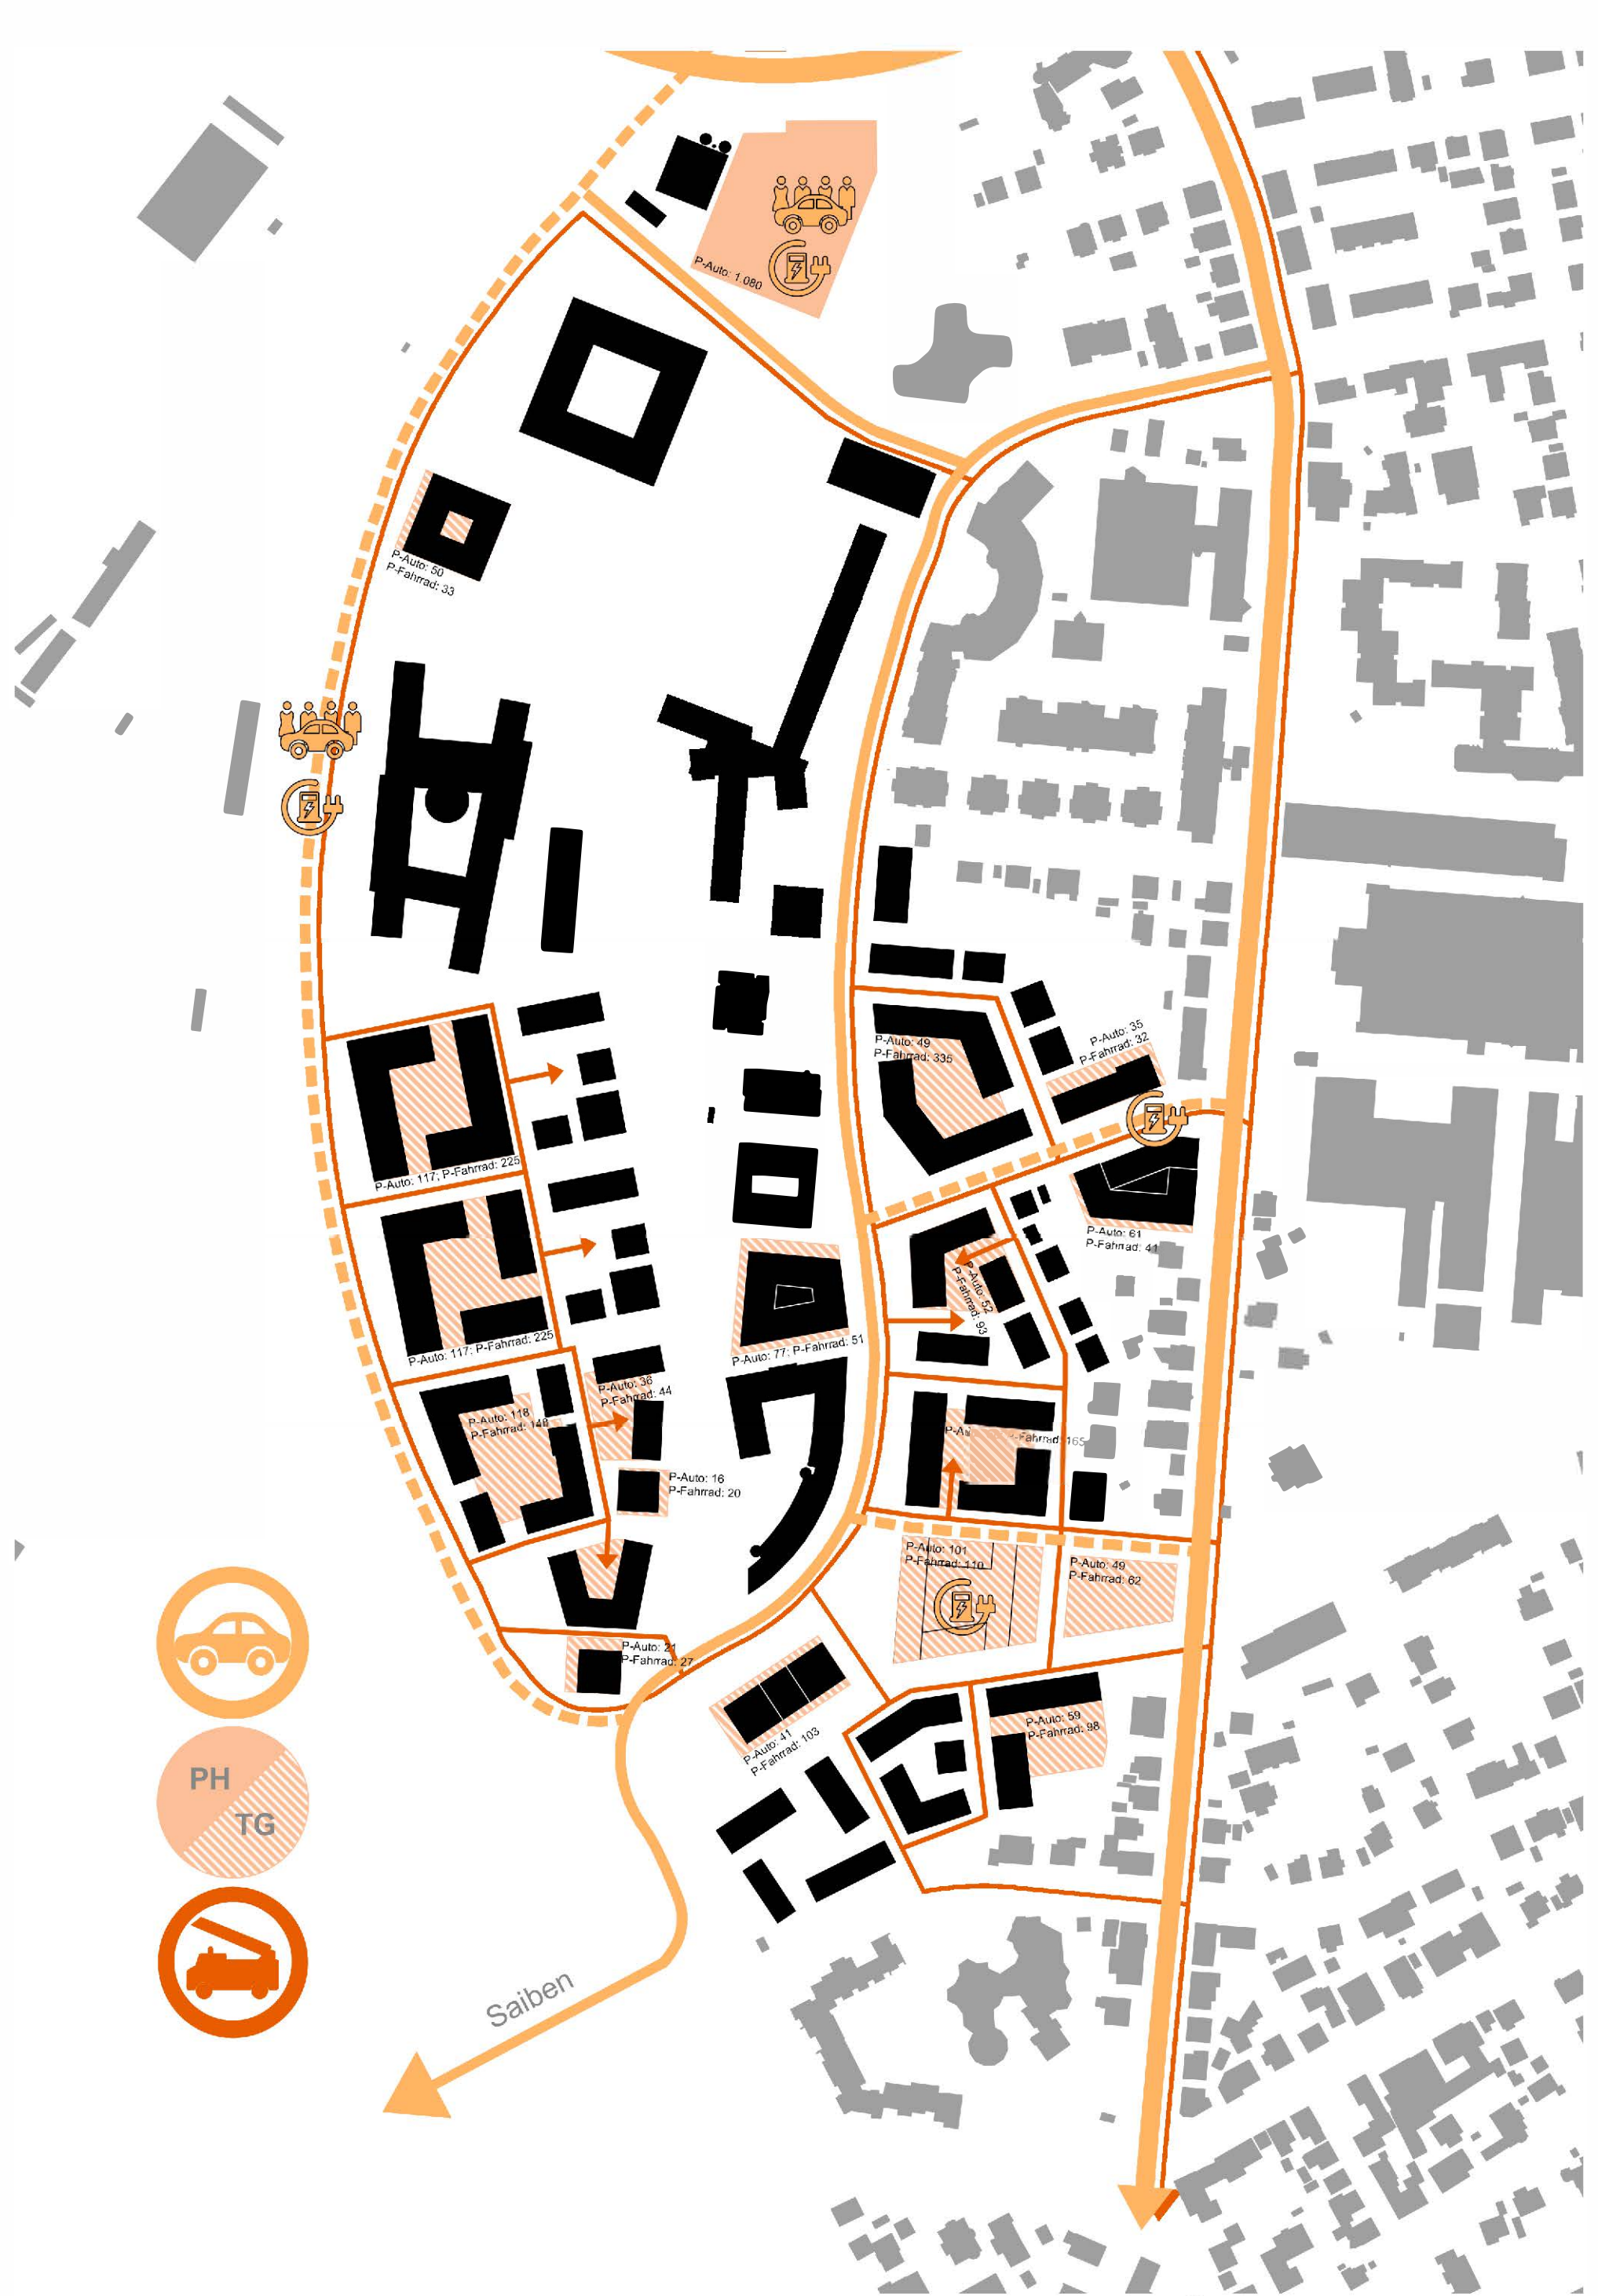 P-Auto: 1.080
P-Auto: 50
P-Fahrrad: 33
P-Auto: 35
P-Fahrrad: 32
P-Auto: 49
P-Fahrrad: 335
P-Auto: 117; P-Fahrrad: 225
P-Auto: 61
P-Fahrrad: 41
P-Auto: 52
P-Fahrrad: 93
P-Auto: 117; P-Fahrrad: 225
P-Auto: 77; P-Fahrrad: 51
P-Auto: 36
P-Fahrrad: 44
P-Auto: 118
P-Fahrrad: 148
Fahrrad: 165
P-Auto: 16
P-Fahrrad: 20
P-Auto: 101
P-Fahrrad: 110
P-Auto: 49
P-Fahrrad: 62
P-Auto: 21
P-Fahrrad: 27
P-Auto: 41
P-Fahrrad: 103
P-Auto: 59
P-Fahrrad: 98
PH
TG
Saiben